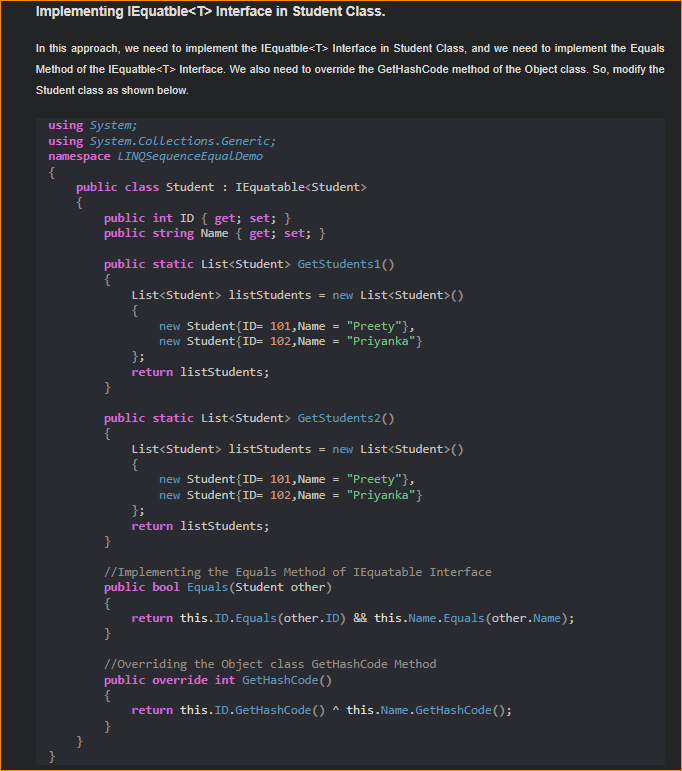 Implementing IEquatble<T> Interface in Student Class.
In this approach, we need to implement the IEquatble<T> Interface in Student Class, and we need to implement the Equals
Method of the IEquatble<T> Interface. We also need to override the GetHashCode method of the Object class. So, modify the
Student class as shown below.
using System;
using System.Collections.Generic;
namespace LINQSequenceEqualDemo
{
    public class Student : IEquatable<Student>
    {
        public int ID { get; set; }
        public string Name { get; set; }

        public static List<Student> GetStudents1()
        {
            List<Student> listStudents = new List<Student>()
            {
                new Student{ID= 101,Name = "Preety"},
                new Student{ID= 102,Name = "Priyanka"}
            };
            return listStudents;
        }

        public static List<Student> GetStudents2()
        {
            List<Student> listStudents = new List<Student>()
            {
                new Student{ID= 101,Name = "Preety"},
                new Student{ID= 102,Name = "Priyanka"}
            };
            return listStudents;
        }

        //Implementing the Equals Method of IEquatable Interface
        public bool Equals(Student other)
        {
            return this.ID.Equals(other.ID) && this.Name.Equals(other.Name);
        }

        //Overriding the Object class GetHashCode Method
        public override int GetHashCode()
        {
            return this.ID.GetHashCode() ^ this.Name.GetHashCode();
        }
    }
}